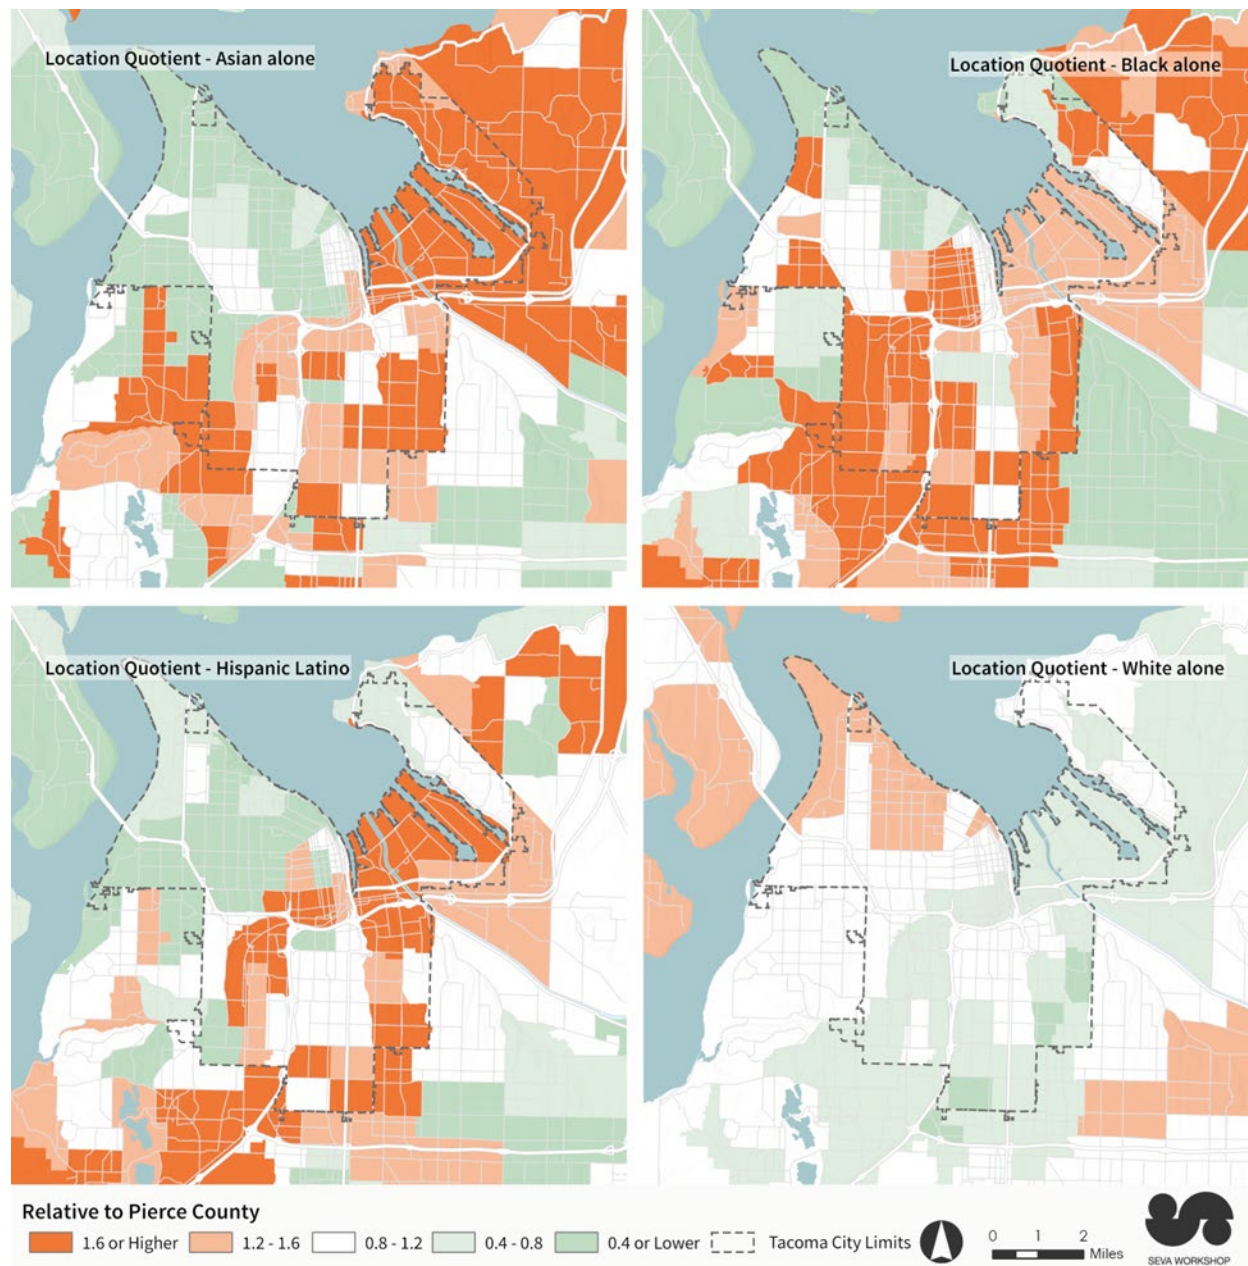 Location Quotient - Asian alone
Location Quotient - Black alone
Location Quotient - Hispanic Latino
Location Quotient - White alone
Relative to Pierce County
1.6 or Higher
1.2 - 1.6
0.8 - 1.2
0.4 - 0.8
0.4 or Lower
Tacoma City Limits
0 1 2
Miles
SEVA WORKSHOP